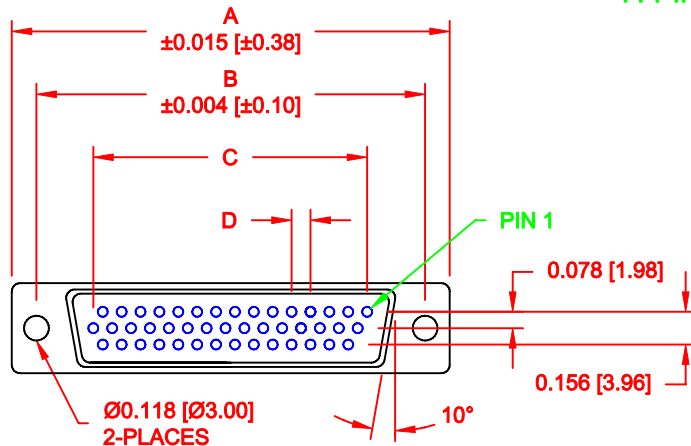 A
±0.015 [±0.38]
B
±0.004 [±0.10]
C
D
PIN 1
0.078 [1.98]
0.156 [3.96]
Ø0.118 [Ø3.00]
2-PLACES
10°